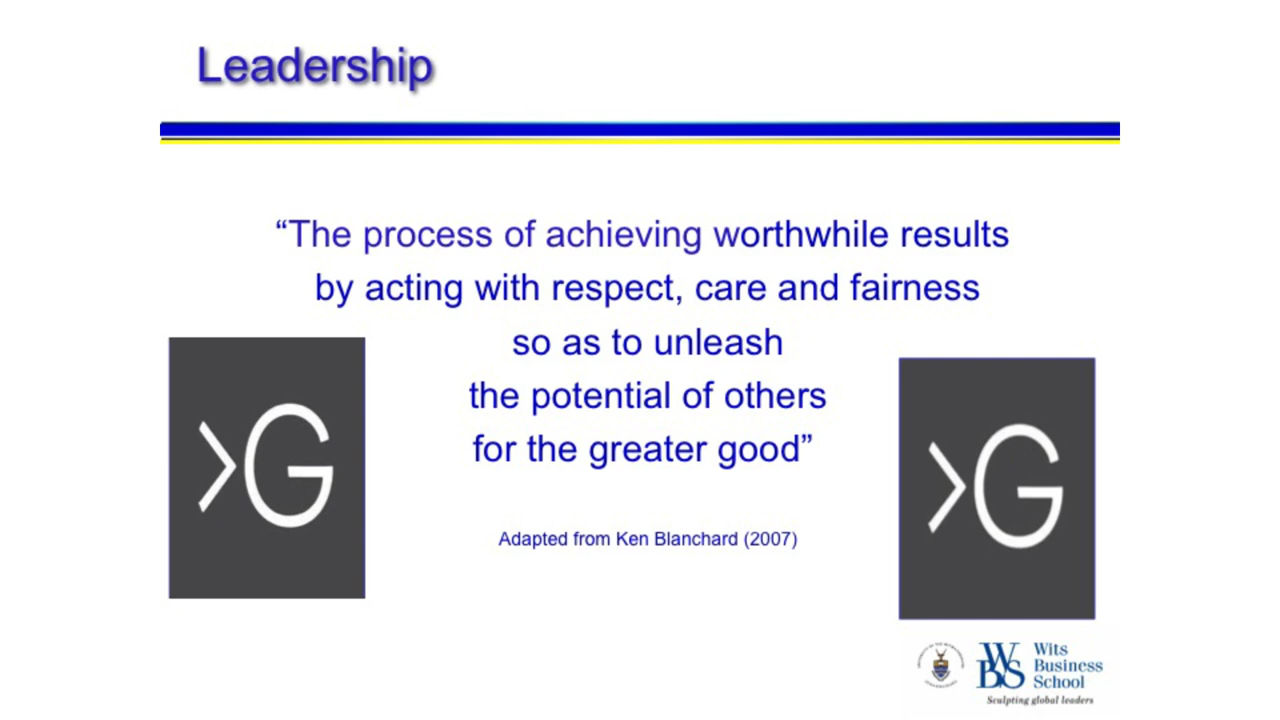 Leadership
“The process of achieving worthwhile results
by acting with respect, care and fairness
so as to unleash
the potential of others
for the greater good”
>G
>G
Adapted from Ken Blanchard (2007)
WBS
Wits
Business
School
Sculpting global leaders